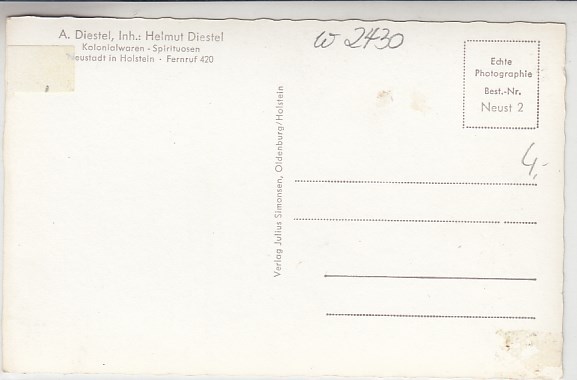 A. Diestel, Inh.: Helmut Diestel
Kolonialwaren - Spirituosen
eustadt in Holstein · Fernruf 420
W 2430
Echte
Photographie
Best.-Nr.
Neust 2
4,-
Verlag Julius Simonsen, Oldenburg/Holstein